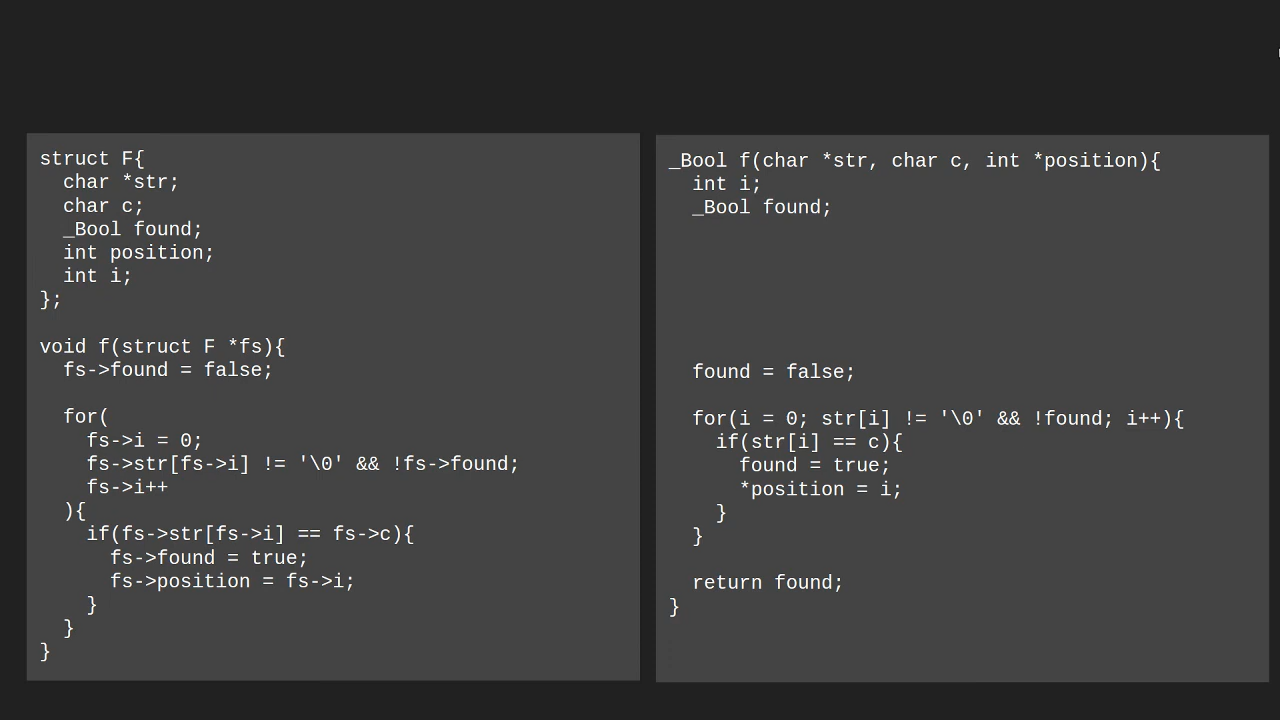 struct F{
  char *str;
  char c;
  _Bool found;
  int position;
  int i;
};

void f(struct F *fs){
  fs->found = false;

  for(
    fs->i = 0;
    fs->str[fs->i] != '\0' && !fs->found;
    fs->i++
  ){
    if(fs->str[fs->i] == fs->c){
      fs->found = true;
      fs->position = fs->i;
    }
  }
}
_Bool f(char *str, char c, int *position){
  int i;
  _Bool found;

  found = false;

  for(i = 0; str[i] != '\0' && !found; i++){
    if(str[i] == c){
      found = true;
      *position = i;
    }
  }

  return found;
}